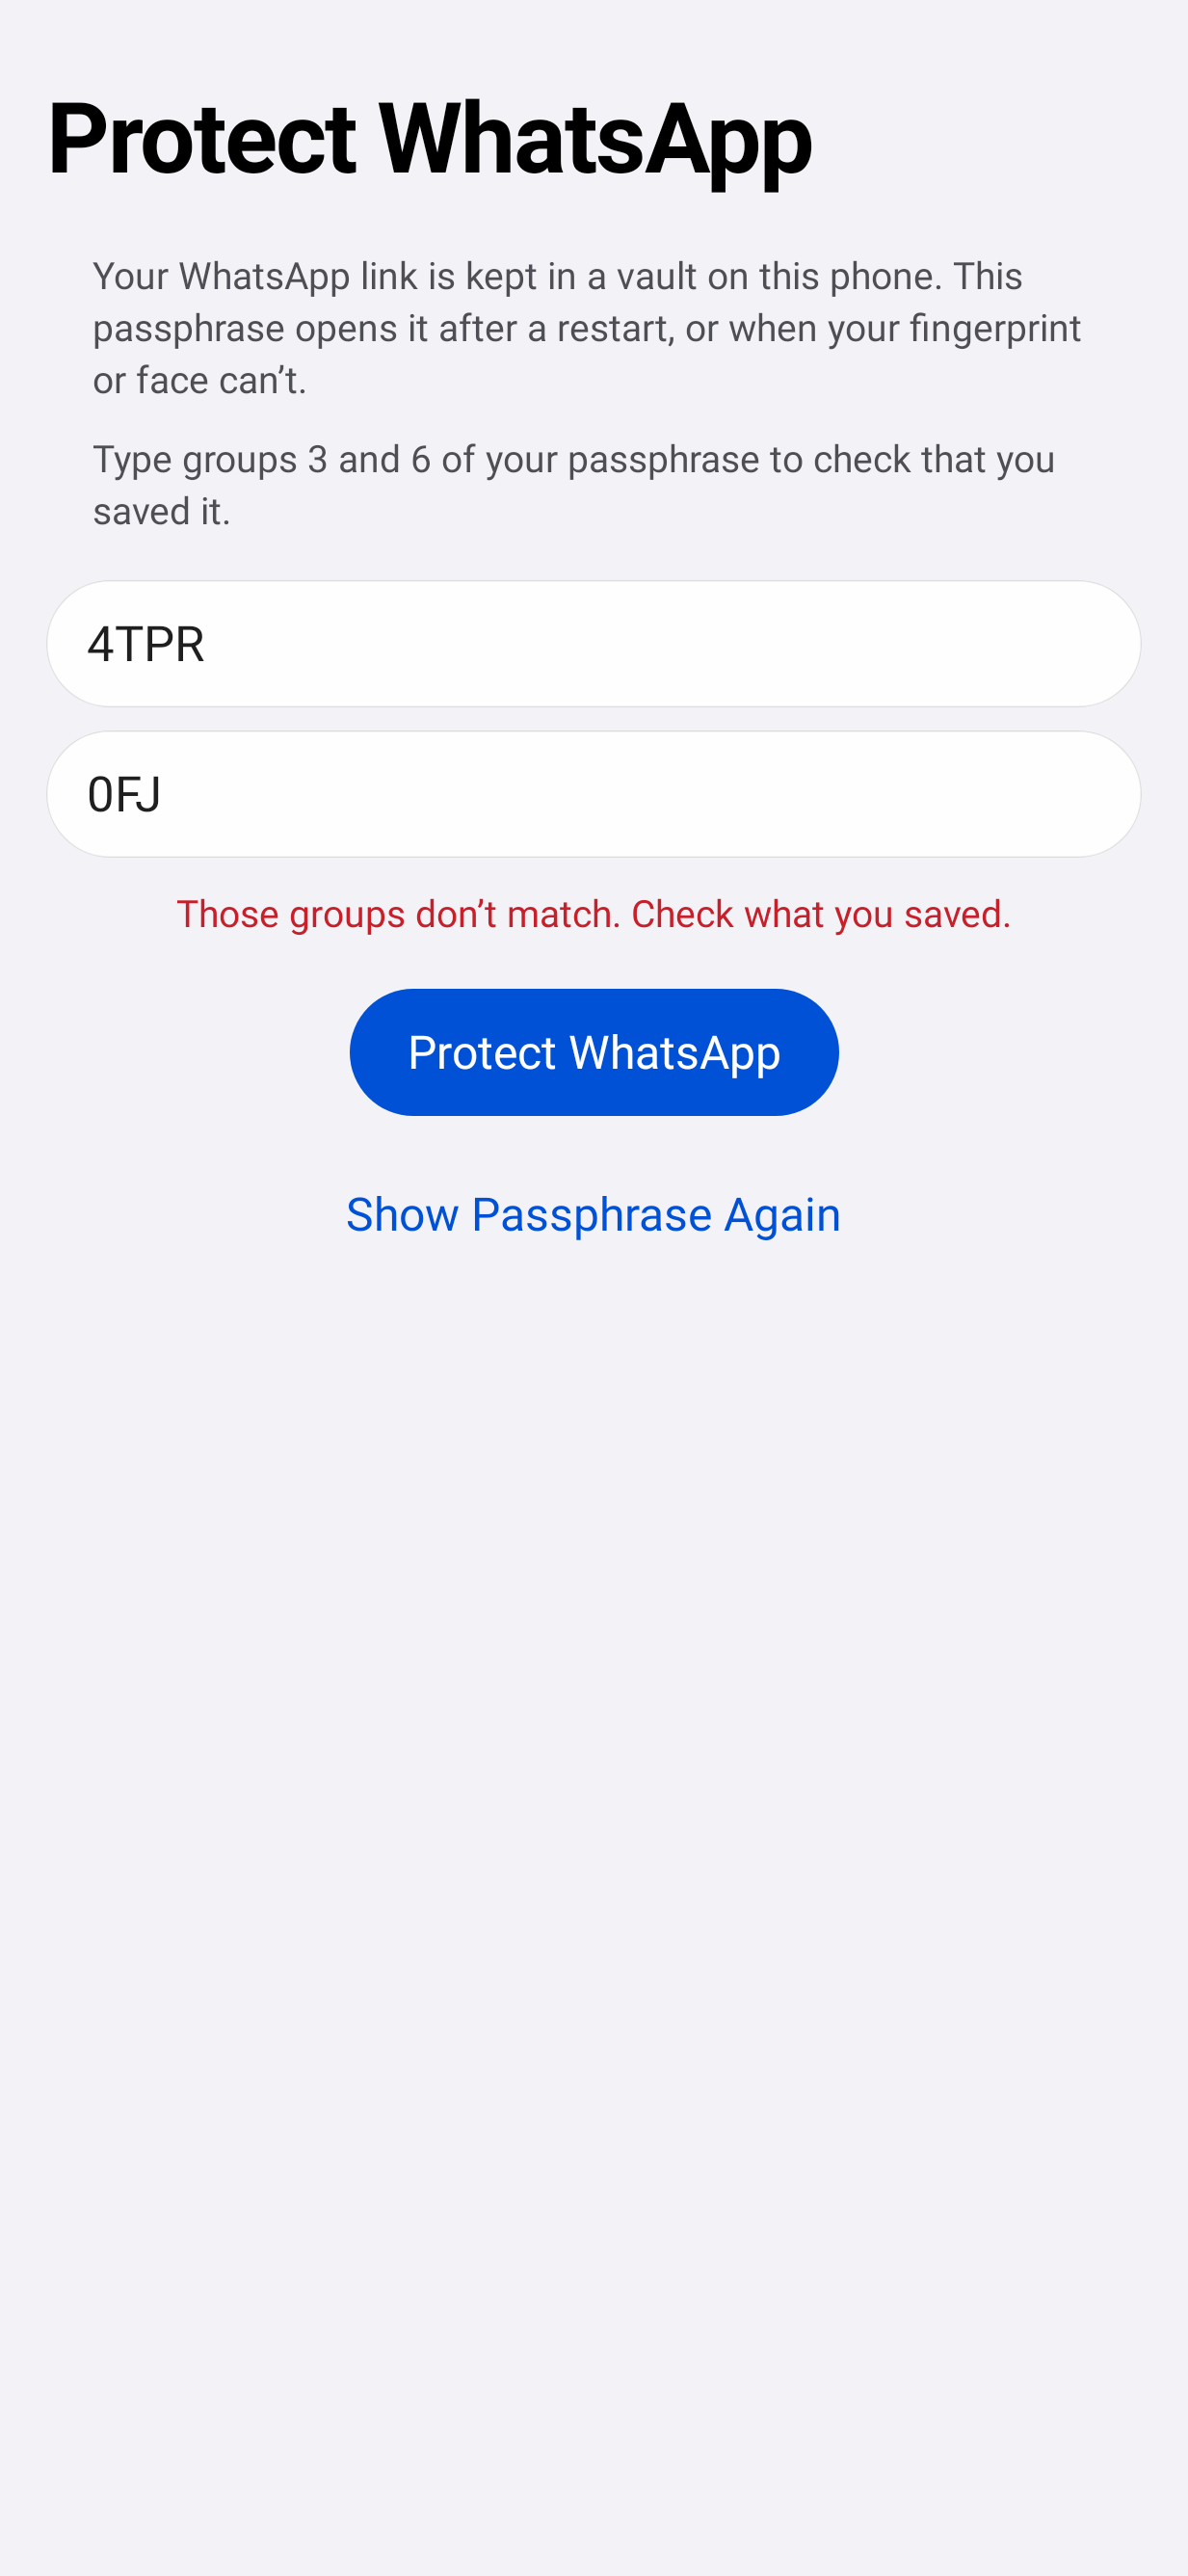 Protect WhatsApp
Your WhatsApp link is kept in a vault on this phone. This
passphrase opens it after a restart, or when your fingerprint
or face can’t.
Type groups 3 and 6 of your passphrase to check that you
saved it.
4TPR
0FJ
Those groups don’t match. Check what you saved.
Protect WhatsApp
Show Passphrase Again